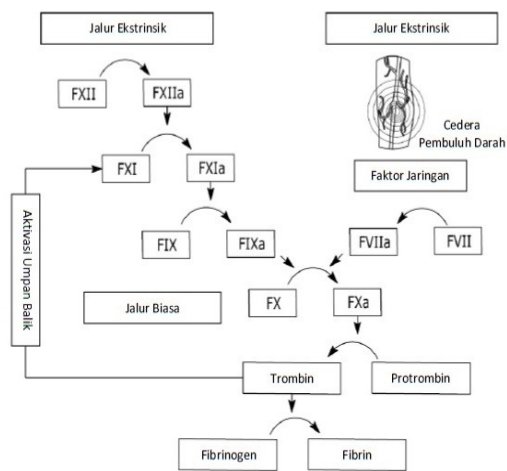 Jalur Ekstrinsik
Jalur Ekstrinsik
FXII
FXIIa
Cedera
Pembuluh Darah
FXI
FXIa
Faktor Jaringan
Aktivasi Umpan Balik
FIX
FIXa
FVIIa
FVII
Jalur Biasa
FX
FXa
Trombin
Protrombin
Fibrinogen
Fibrin